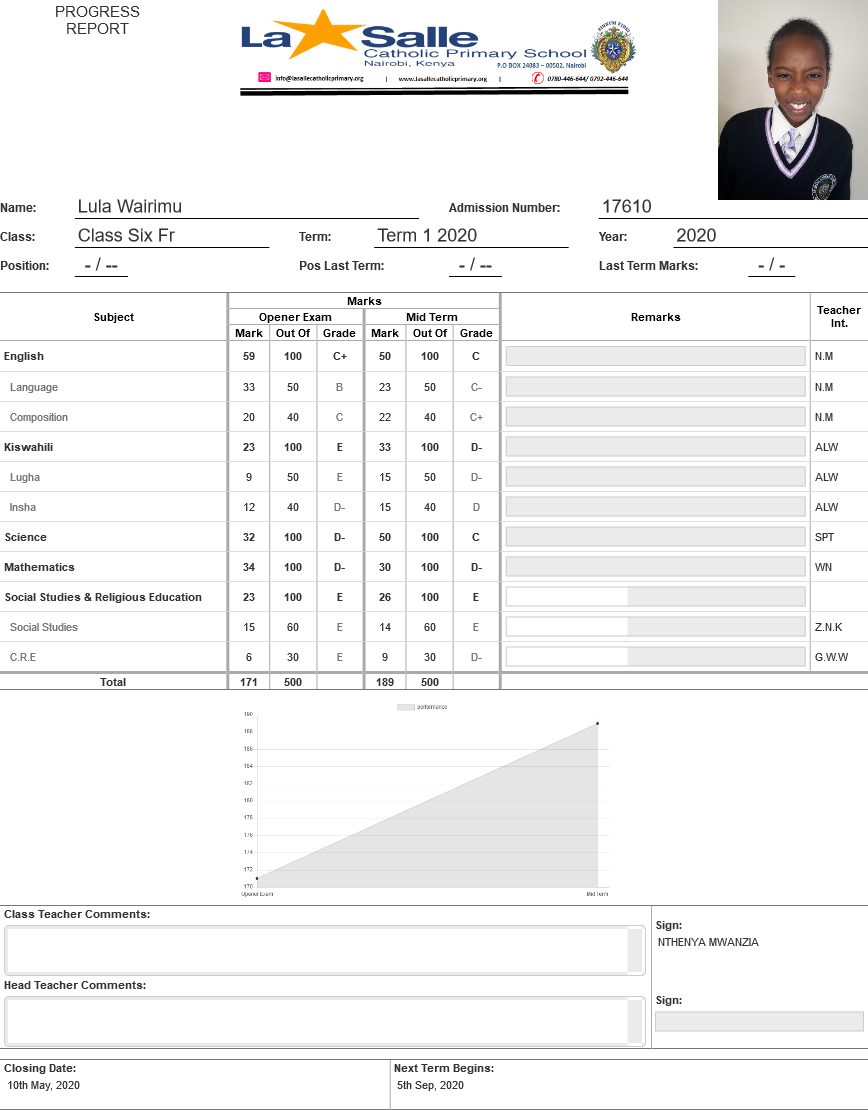 PROGRESS
REPORT
La Salle
Catholic Primary School
Nairobi, Kenya
P.O BOX 24083 – 00502, Nairobi
info@lasallecatholicprimary.org | www.lasallecatholicprimary.org | 0780-446-644/ 0792-446-644
Name: Lula Wairimu Admission Number: 17610
Class: Class Six Fr Term: Term 1 2020 Year: 2020
Position: - / -- Pos Last Term: - / -- Last Term Marks: - / -
Marks
Subject Opener Exam Mid Term Remarks Teacher Int.
Mark Out Of Grade Mark Out Of Grade
English 59 100 C+ 50 100 C N.M
Language 33 50 B 23 50 C- N.M
Composition 20 40 C 22 40 C+ N.M
Kiswahili 23 100 E 33 100 D- ALW
Lugha 9 50 E 15 50 D- ALW
Insha 12 40 D- 15 40 D ALW
Science 32 100 D- 50 100 C SPT
Mathematics 34 100 D- 30 100 D- WN
Social Studies & Religious Education 23 100 E 26 100 E
Social Studies 15 60 E 14 60 E Z.N.K
C.R.E 6 30 E 9 30 D- G.W.W
Total 171 500 189 500
performance
190
188
186
184
182
180
178
176
174
172
170
Opener Exam Mid Term
Class Teacher Comments:
Sign:
NTHENYA MWANZIA
Head Teacher Comments:
Sign:
Closing Date: Next Term Begins:
10th May, 2020 5th Sep, 2020